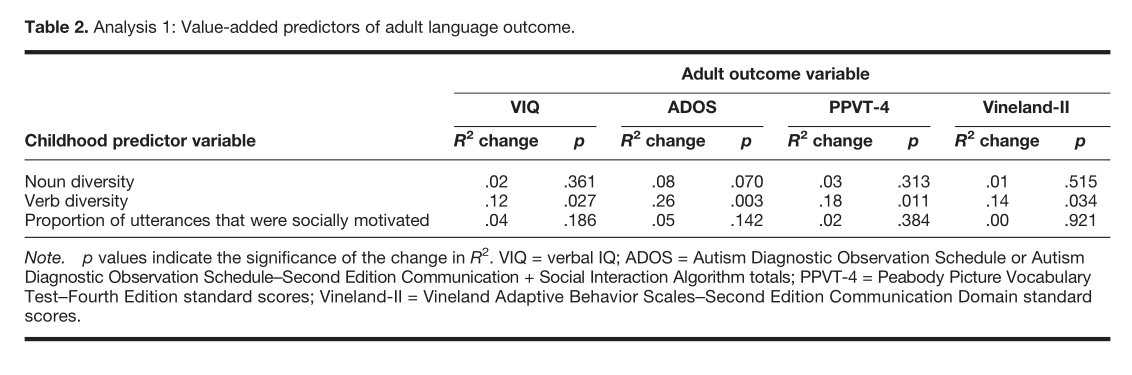 Table 2. Analysis 1: Value-added predictors of adult language outcome.
Adult outcome variable
VIQ ADOS PPVT-4 Vineland-II
Childhood predictor variable R² change p R² change p R² change p R² change p
Noun diversity .02 .361 .08 .070 .03 .313 .01 .515
Verb diversity .12 .027 .26 .003 .18 .011 .14 .034
Proportion of utterances that were socially motivated .04 .186 .05 .142 .02 .384 .00 .921
Note. p values indicate the significance of the change in R². VIQ = verbal IQ; ADOS = Autism Diagnostic Observation Schedule or Autism
Diagnostic Observation Schedule–Second Edition Communication + Social Interaction Algorithm totals; PPVT-4 = Peabody Picture Vocabulary
Test–Fourth Edition standard scores; Vineland-II = Vineland Adaptive Behavior Scales–Second Edition Communication Domain standard
scores.